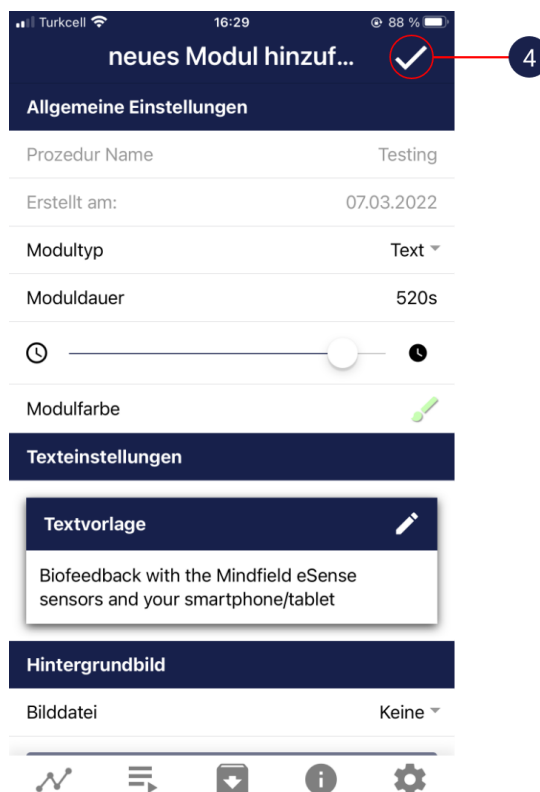 Turkcell 16:29 88 %
neues Modul hinzuf...
4
Allgemeine Einstellungen
Prozedur Name Testing
Erstellt am: 07.03.2022
Modultyp Text
Moduldauer 520s
Modulfarbe
Texteinstellungen
Textvorlage
Biofeedback with the Mindfield eSense
sensors and your smartphone/tablet
Hintergrundbild
Bilddatei Keine